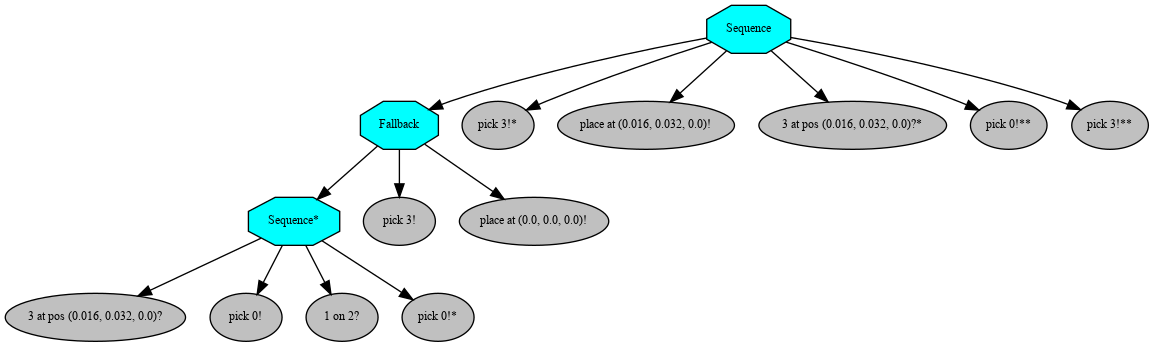 Sequence
Fallback
pick 3!*
place at (0.016, 0.032, 0.0)!
3 at pos (0.016, 0.032, 0.0)?*
pick 0!**
pick 3!**
Sequence*
pick 3!
place at (0.0, 0.0, 0.0)!
3 at pos (0.016, 0.032, 0.0)?
pick 0!
1 on 2?
pick 0!*